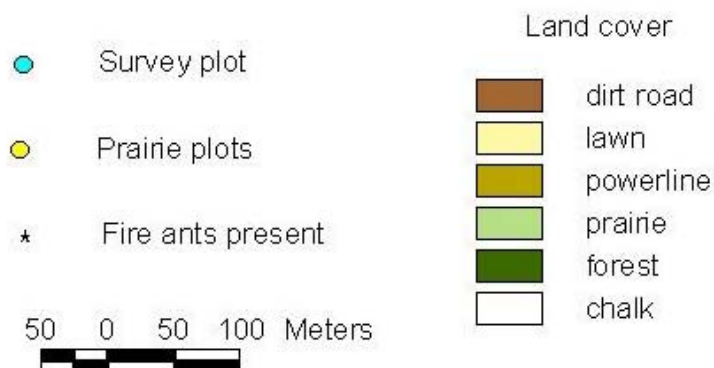 Survey plot
Prairie plots
Fire ants present
50 0 50 100 Meters
Land cover
dirt road
lawn
powerline
prairie
forest
chalk